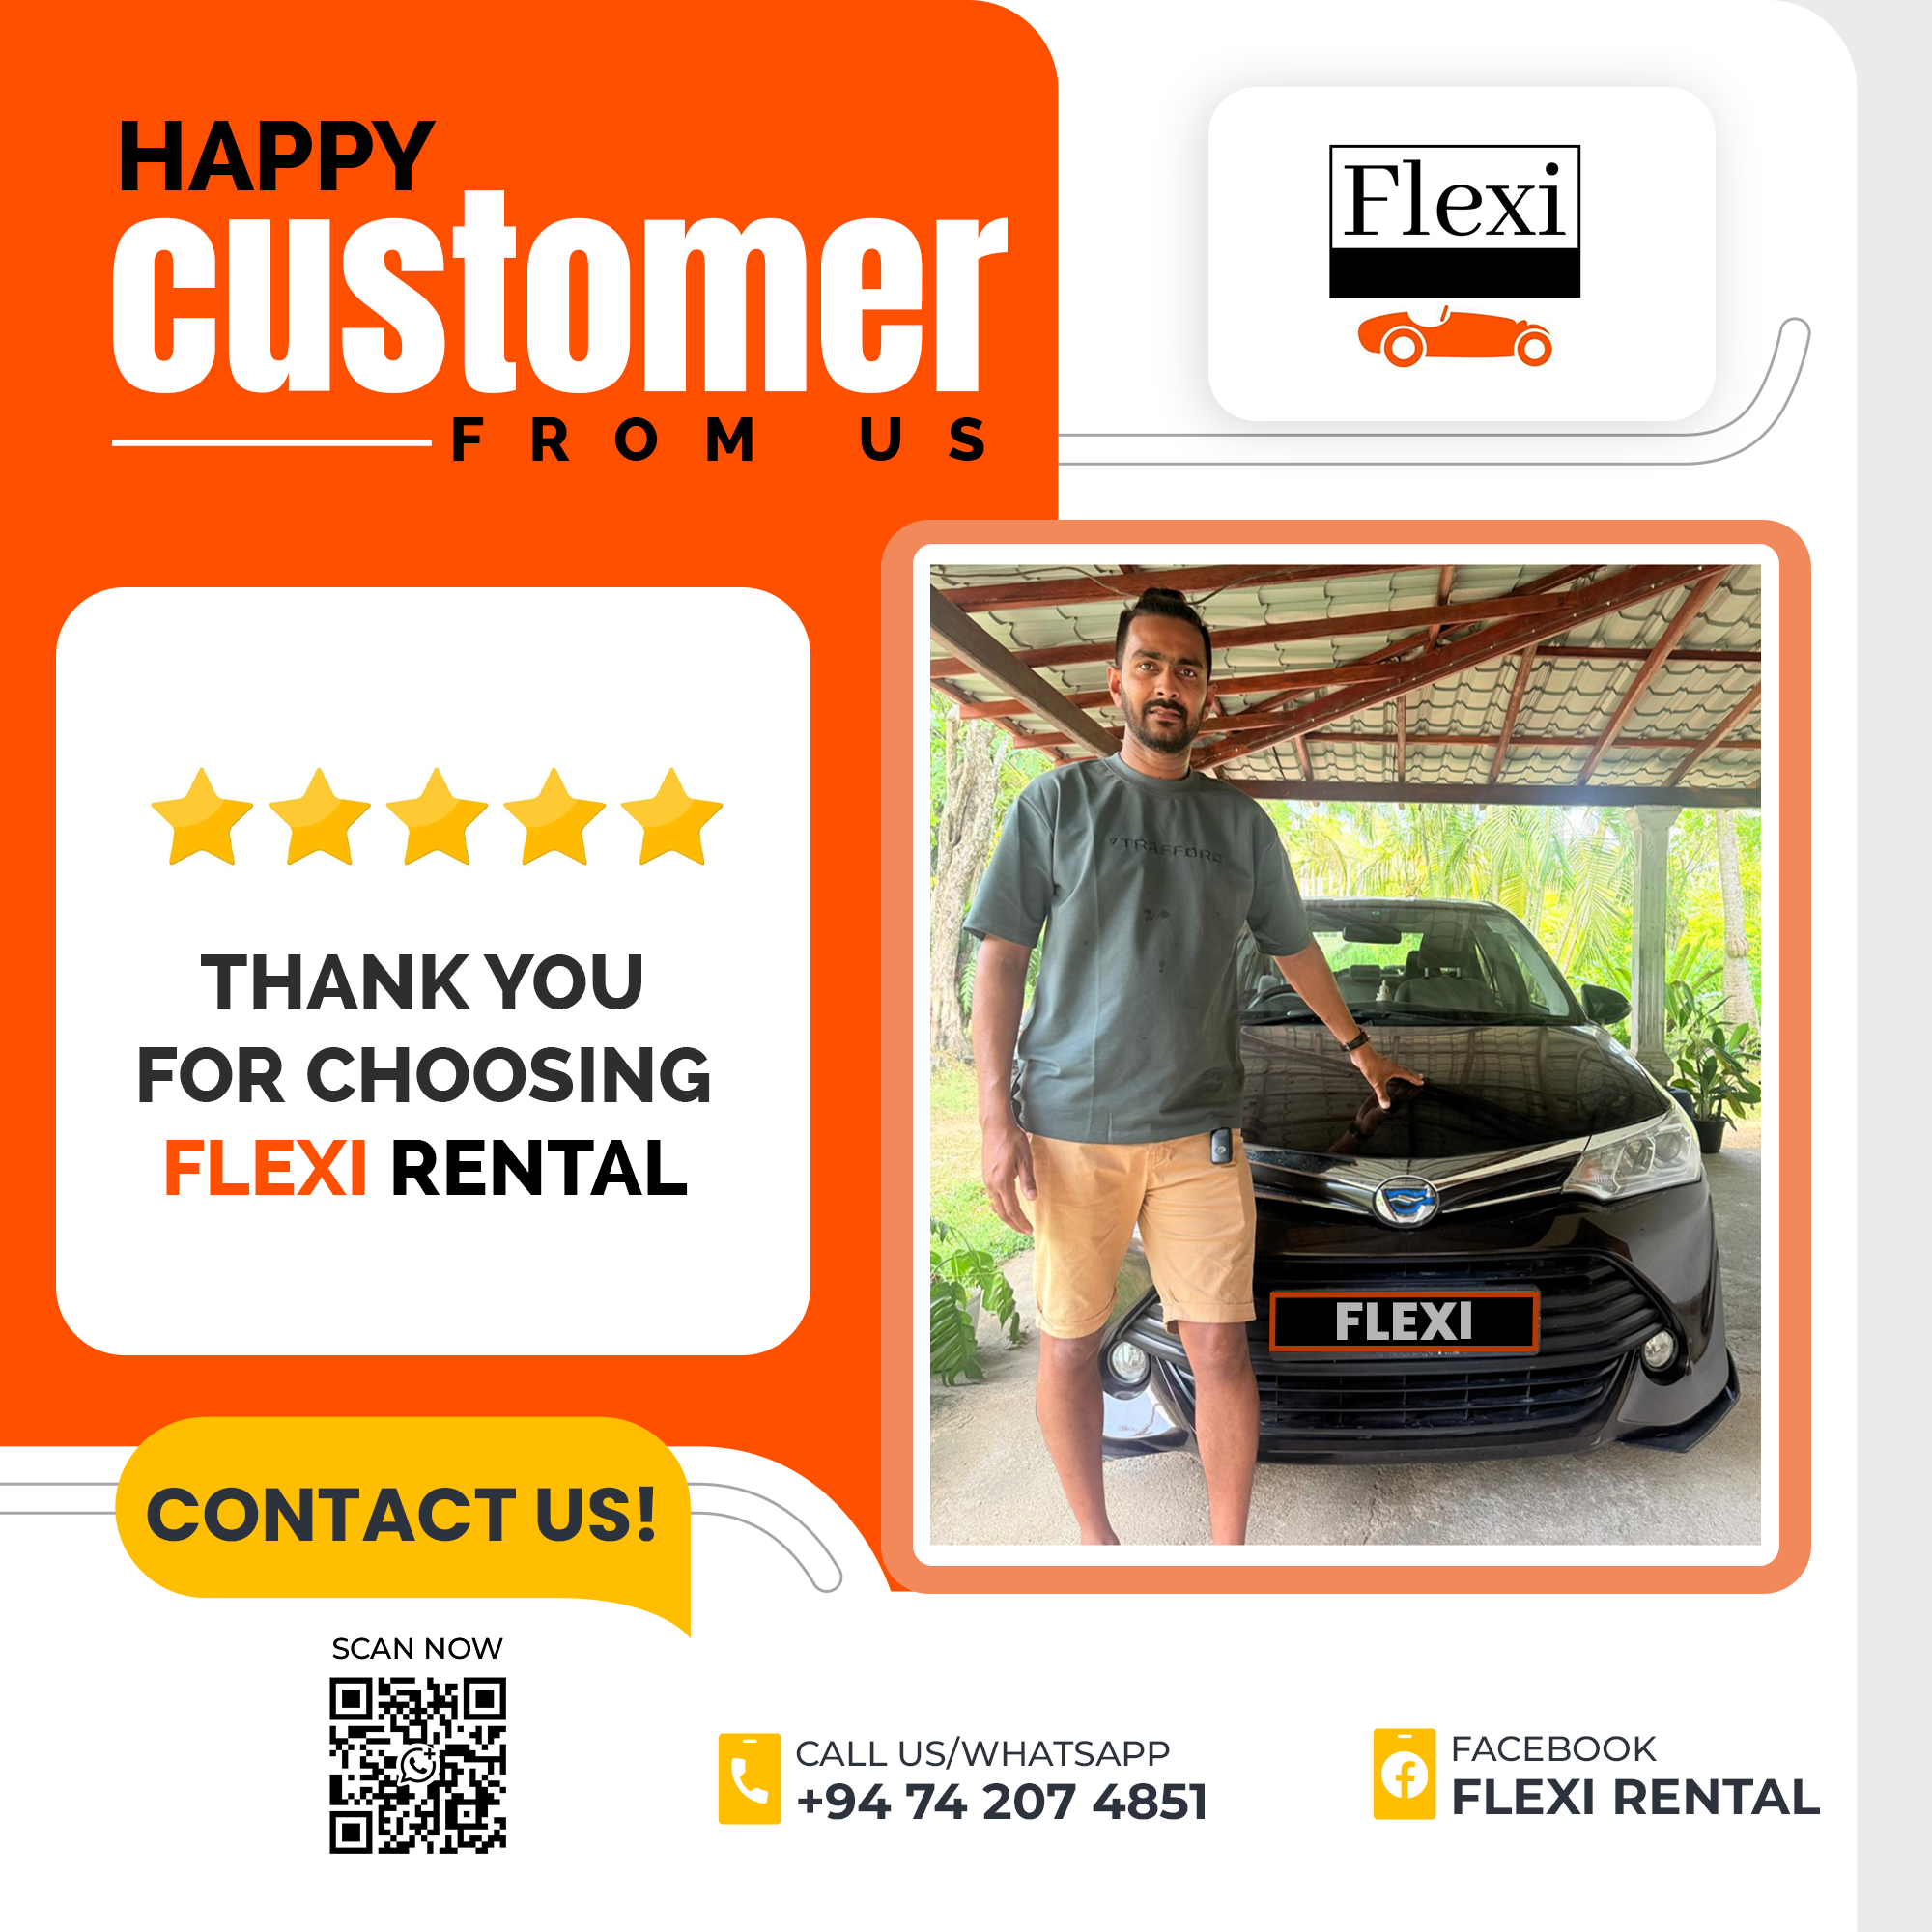 HAPPY
customer
FROM US
Flexi
THANK YOU
FOR CHOOSING
FLEXI RENTAL
FLEXI
CONTACT US!
SCAN NOW
CALL US/WHATSAPP
+94 74 207 4851
FACEBOOK
FLEXI RENTAL